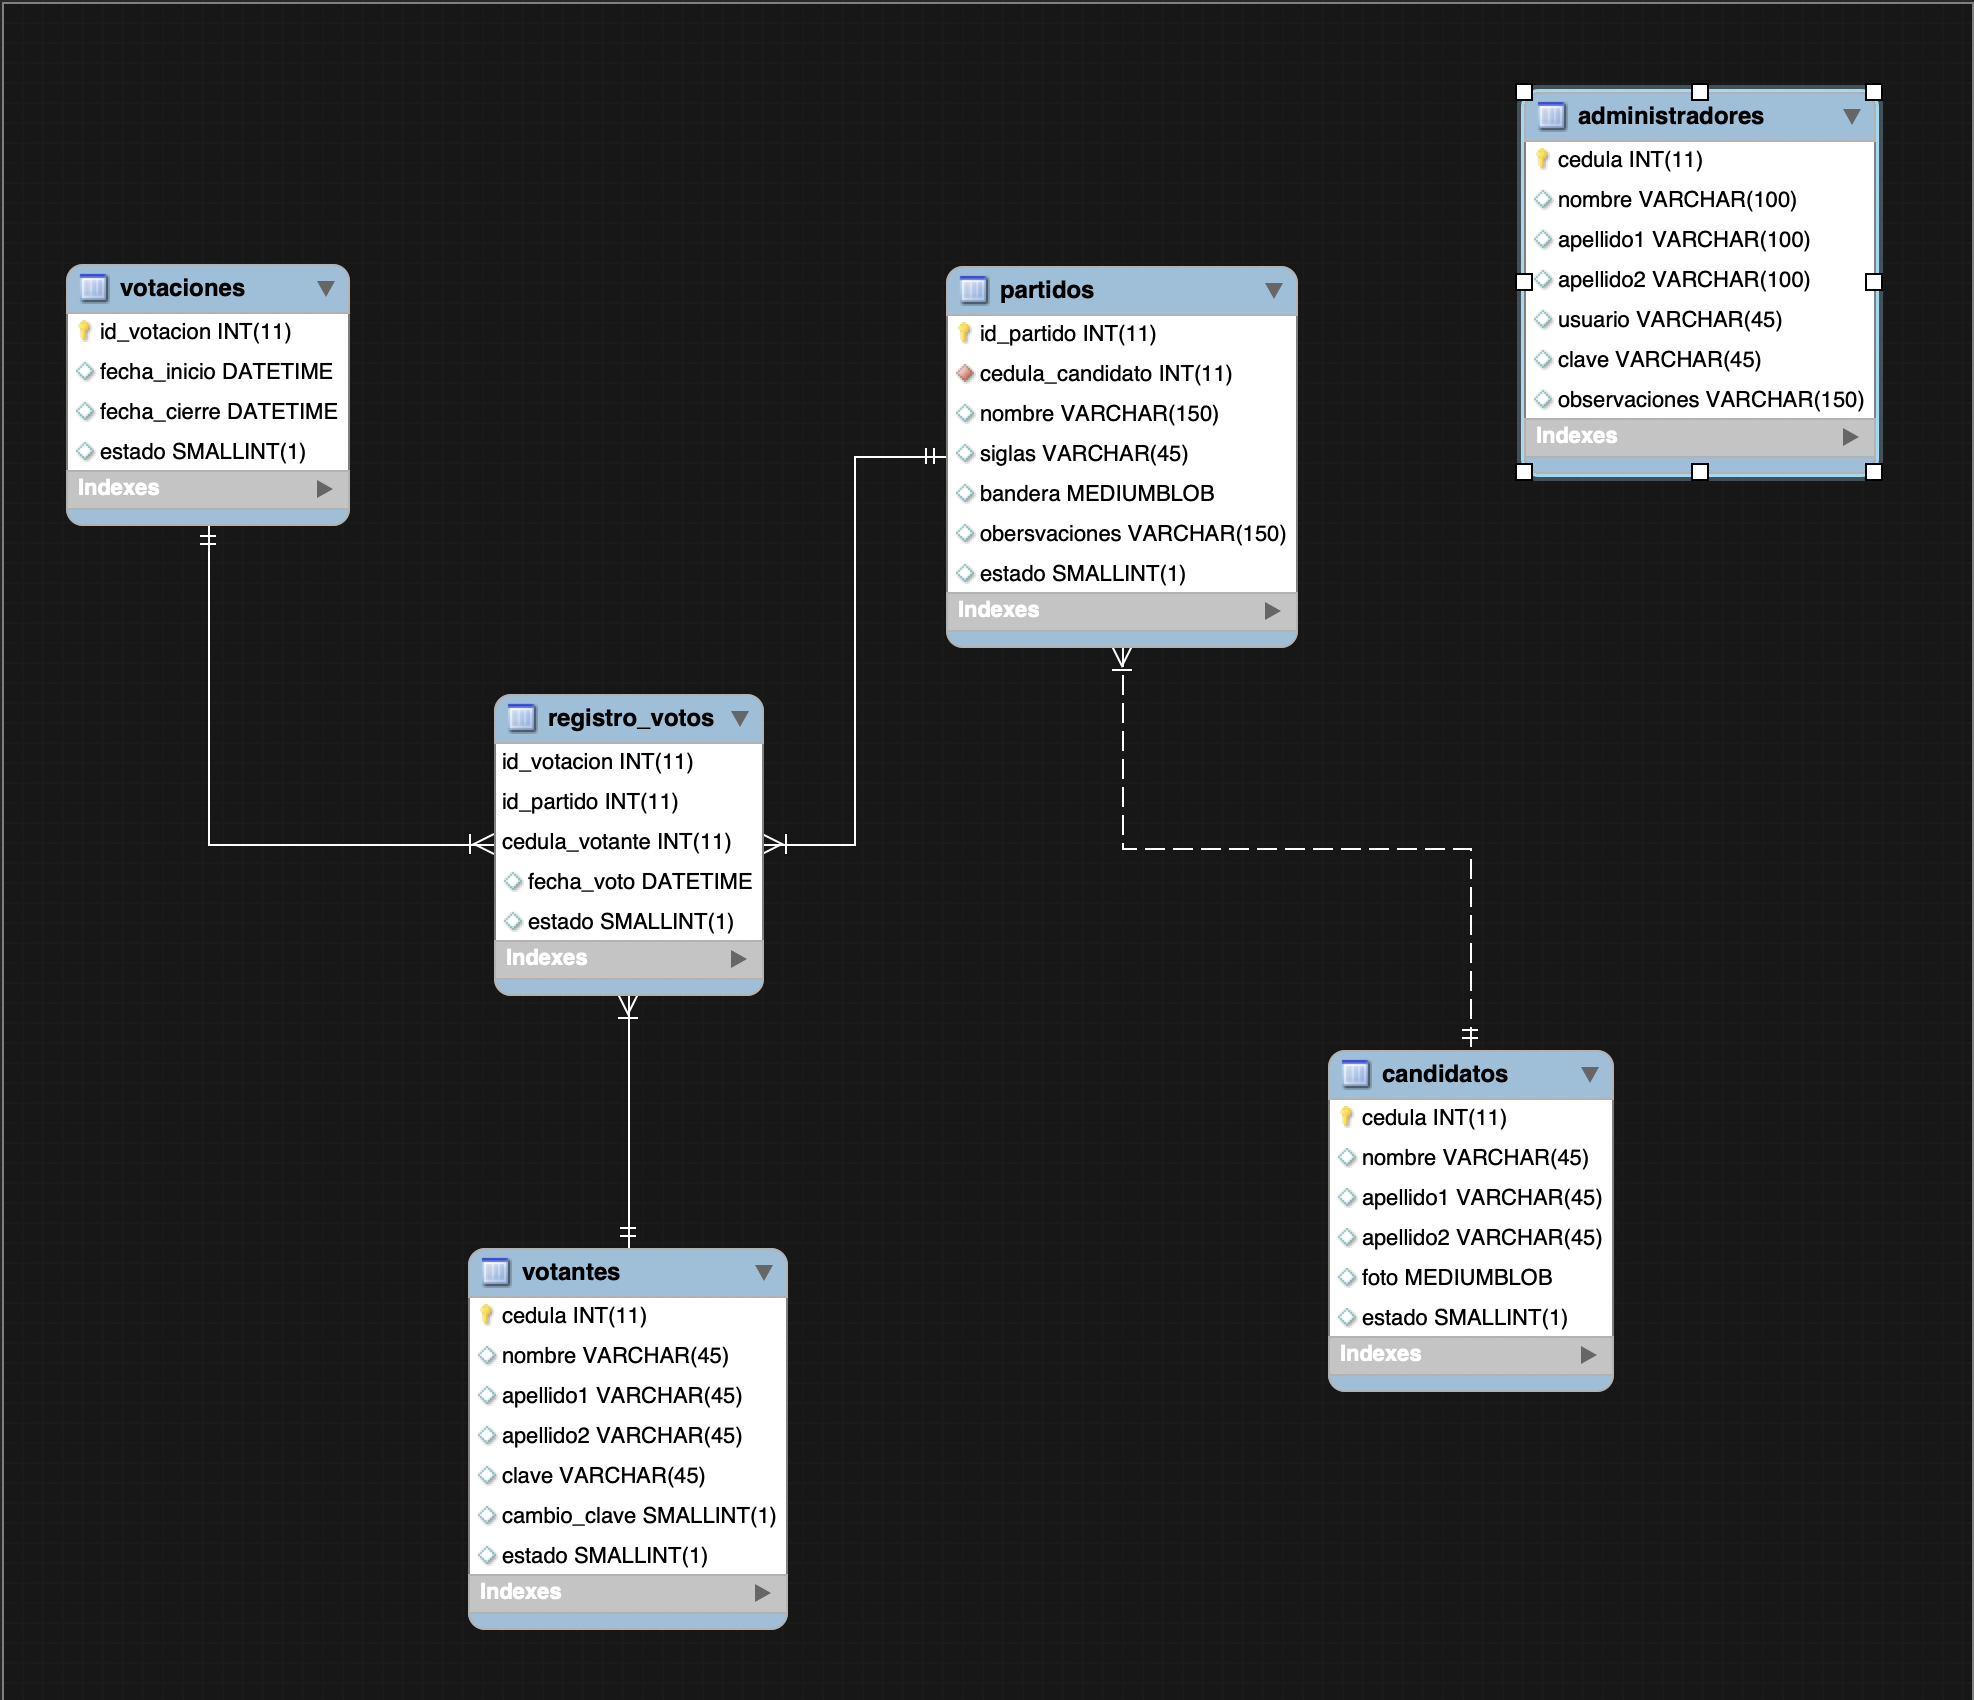 administradores
cedula INT(11)
nombre VARCHAR(100)
apellido1 VARCHAR(100)
apellido2 VARCHAR(100)
usuario VARCHAR(45)
clave VARCHAR(45)
observaciones VARCHAR(150)
Indexes
votaciones
id_votacion INT(11)
fecha_inicio DATETIME
fecha_cierre DATETIME
estado SMALLINT(1)
Indexes
partidos
id_partido INT(11)
cedula_candidato INT(11)
nombre VARCHAR(150)
siglas VARCHAR(45)
bandera MEDIUMBLOB
obersvaciones VARCHAR(150)
estado SMALLINT(1)
Indexes
registro_votos
id_votacion INT(11)
id_partido INT(11)
cedula_votante INT(11)
fecha_voto DATETIME
estado SMALLINT(1)
Indexes
candidatos
cedula INT(11)
nombre VARCHAR(45)
apellido1 VARCHAR(45)
apellido2 VARCHAR(45)
foto MEDIUMBLOB
estado SMALLINT(1)
Indexes
votantes
cedula INT(11)
nombre VARCHAR(45)
apellido1 VARCHAR(45)
apellido2 VARCHAR(45)
clave VARCHAR(45)
cambio_clave SMALLINT(1)
estado SMALLINT(1)
Indexes